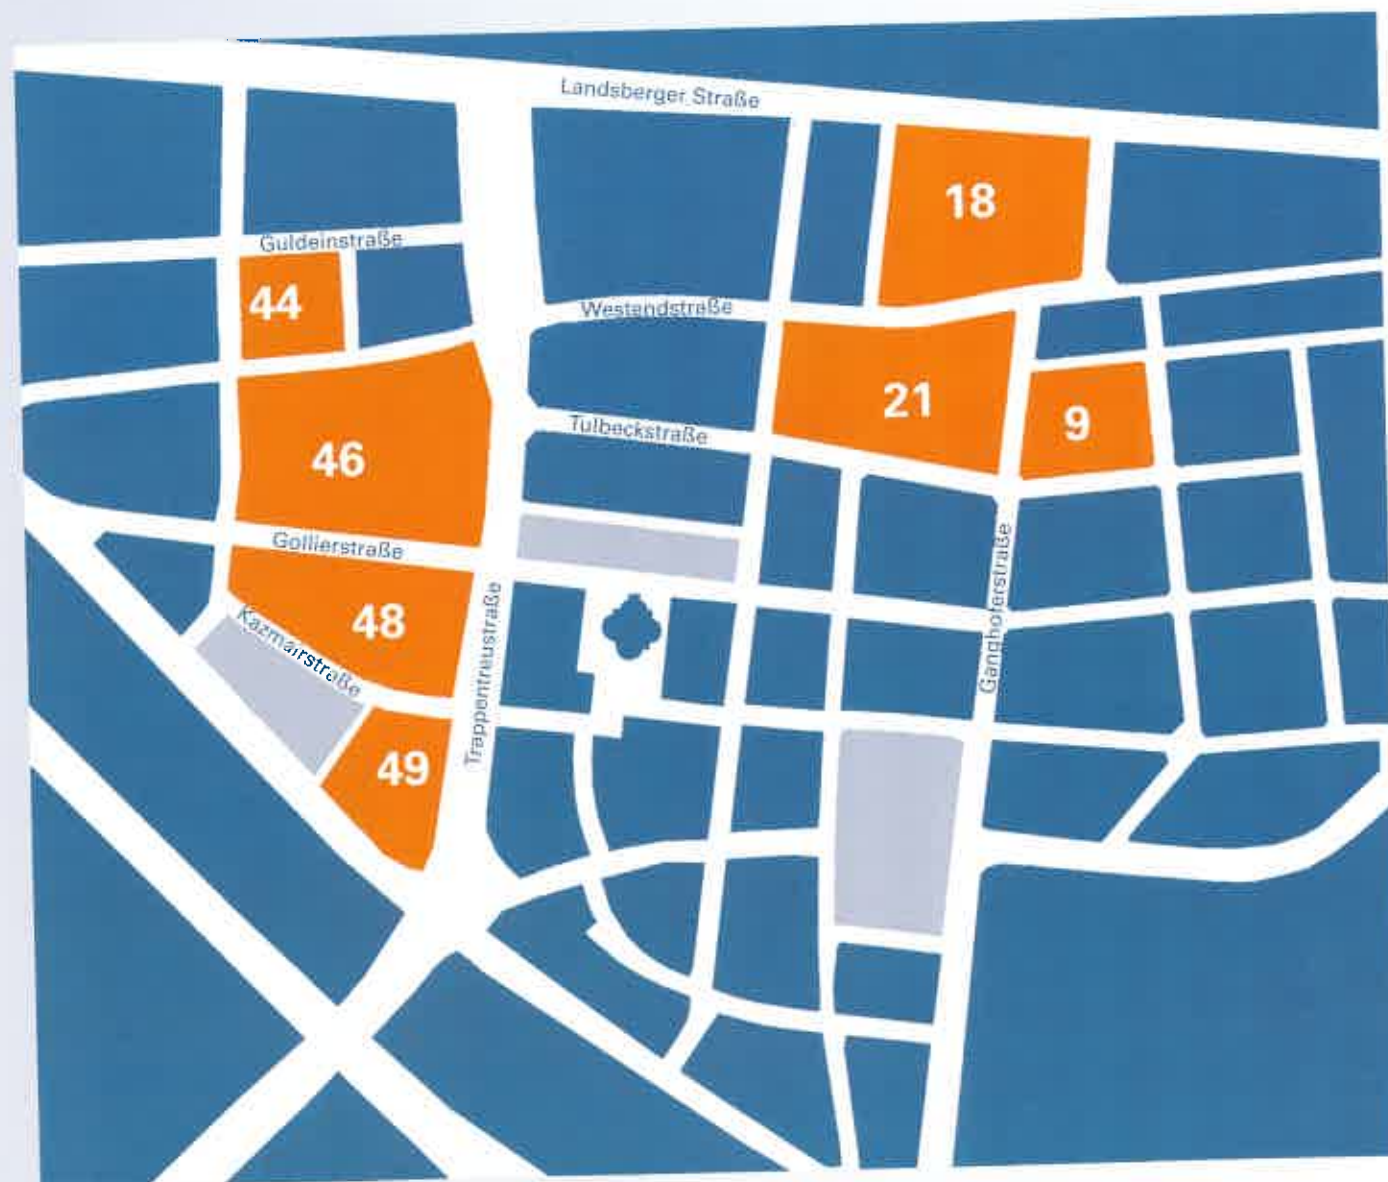 Landsberger Straße
18
Guldeinstraße
44
Westendstraße
21
9
Tulbeckstraße
46
Gollierstraße
Ganghoferstraße
48
Kazmairstraße
Trappentreustraße
49